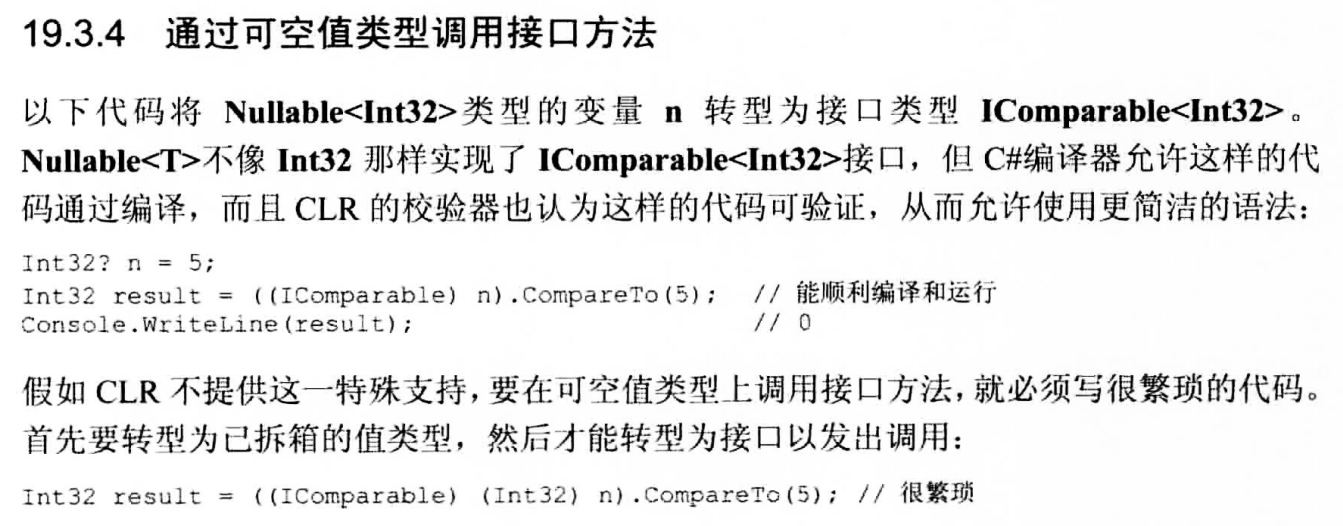 19.3.4 通过可空值类型调用接口方法
以下代码将 Nullable<Int32>类型的变量 n 转型为接口类型 IComparable<Int32>。
Nullable<T>不像 Int32 那样实现了 IComparable<Int32>接口，但 C#编译器允许这样的代
码通过编译，而且 CLR 的校验器也认为这样的代码可验证，从而允许使用更简洁的语法：
Int32? n = 5;
Int32 result = ((IComparable) n).CompareTo(5); // 能顺利编译和运行
Console.WriteLine(result); // 0
假如 CLR 不提供这一特殊支持，要在可空值类型上调用接口方法，就必须写很繁琐的代码。
首先要转型为已拆箱的值类型，然后才能转型为接口以发出调用：
Int32 result = ((IComparable) (Int32) n).CompareTo(5); // 很繁琐